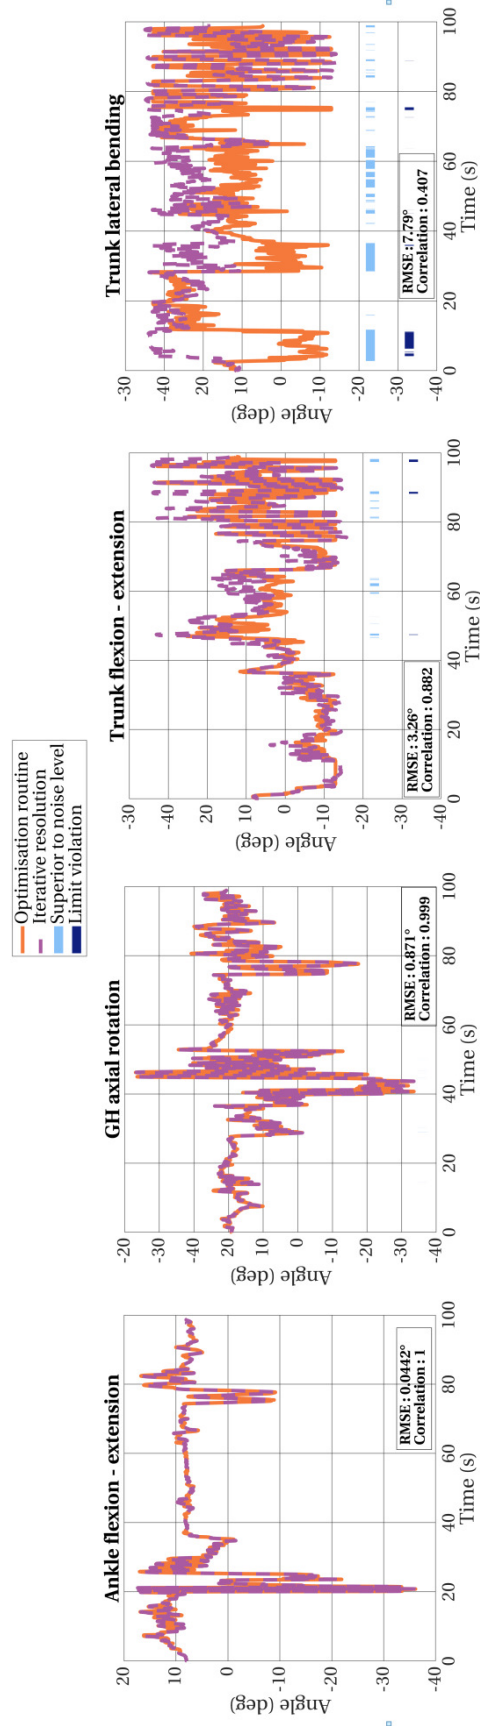 Optimisation routine
Iterative resolution
Superior to noise level
Limit violation
Ankle flexion - extension
Angle (deg)
20
10
0
-10
-20
-30
-40
0 20 40 60 80 100
Time (s)
RMSE : 0.0442°
Correlation : 1
GH axial rotation
Angle (deg)
-20
-30
-40
20
10
0
-10
-20
-30
-40
0 20 40 60 80 100
Time (s)
RMSE : 0.871°
Correlation : 0.999
Trunk flexion - extension
Angle (deg)
-30
-40
20
10
0
-10
-20
-30
-40
0 20 40 60 80 100
Time (s)
RMSE : 3.26°
Correlation : 0.882
Trunk lateral bending
Angle (deg)
-30
-40
20
10
0
-10
-20
-30
-40
0 20 40 60 80 100
Time (s)
RMSE : 7.79°
Correlation : 0.407